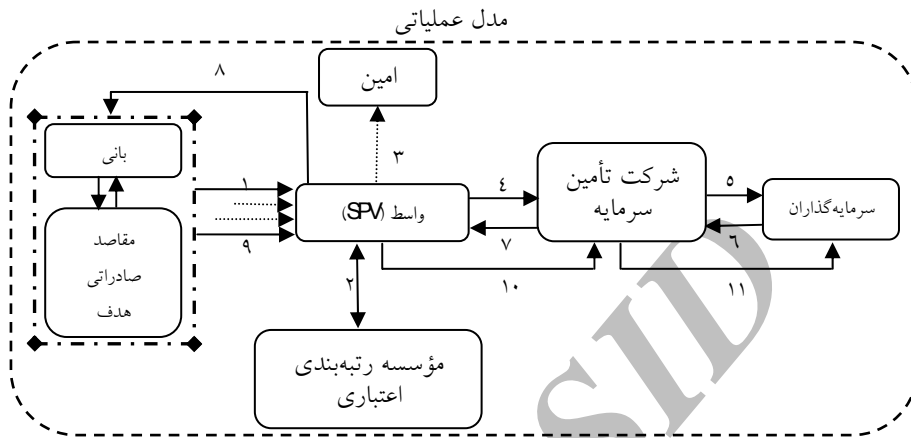 مدل عملیاتی
امین
۸
بانی
مقاصد
صادراتی
هدف
۱
۹
۳
واسط (SPV)
۲
مؤسسه رتبه‌بندی
اعتباری
۴
۷
۱۰
شرکت تأمین
سرمایه
۵
۶
۱۱
سرمایه‌گذاران
SID